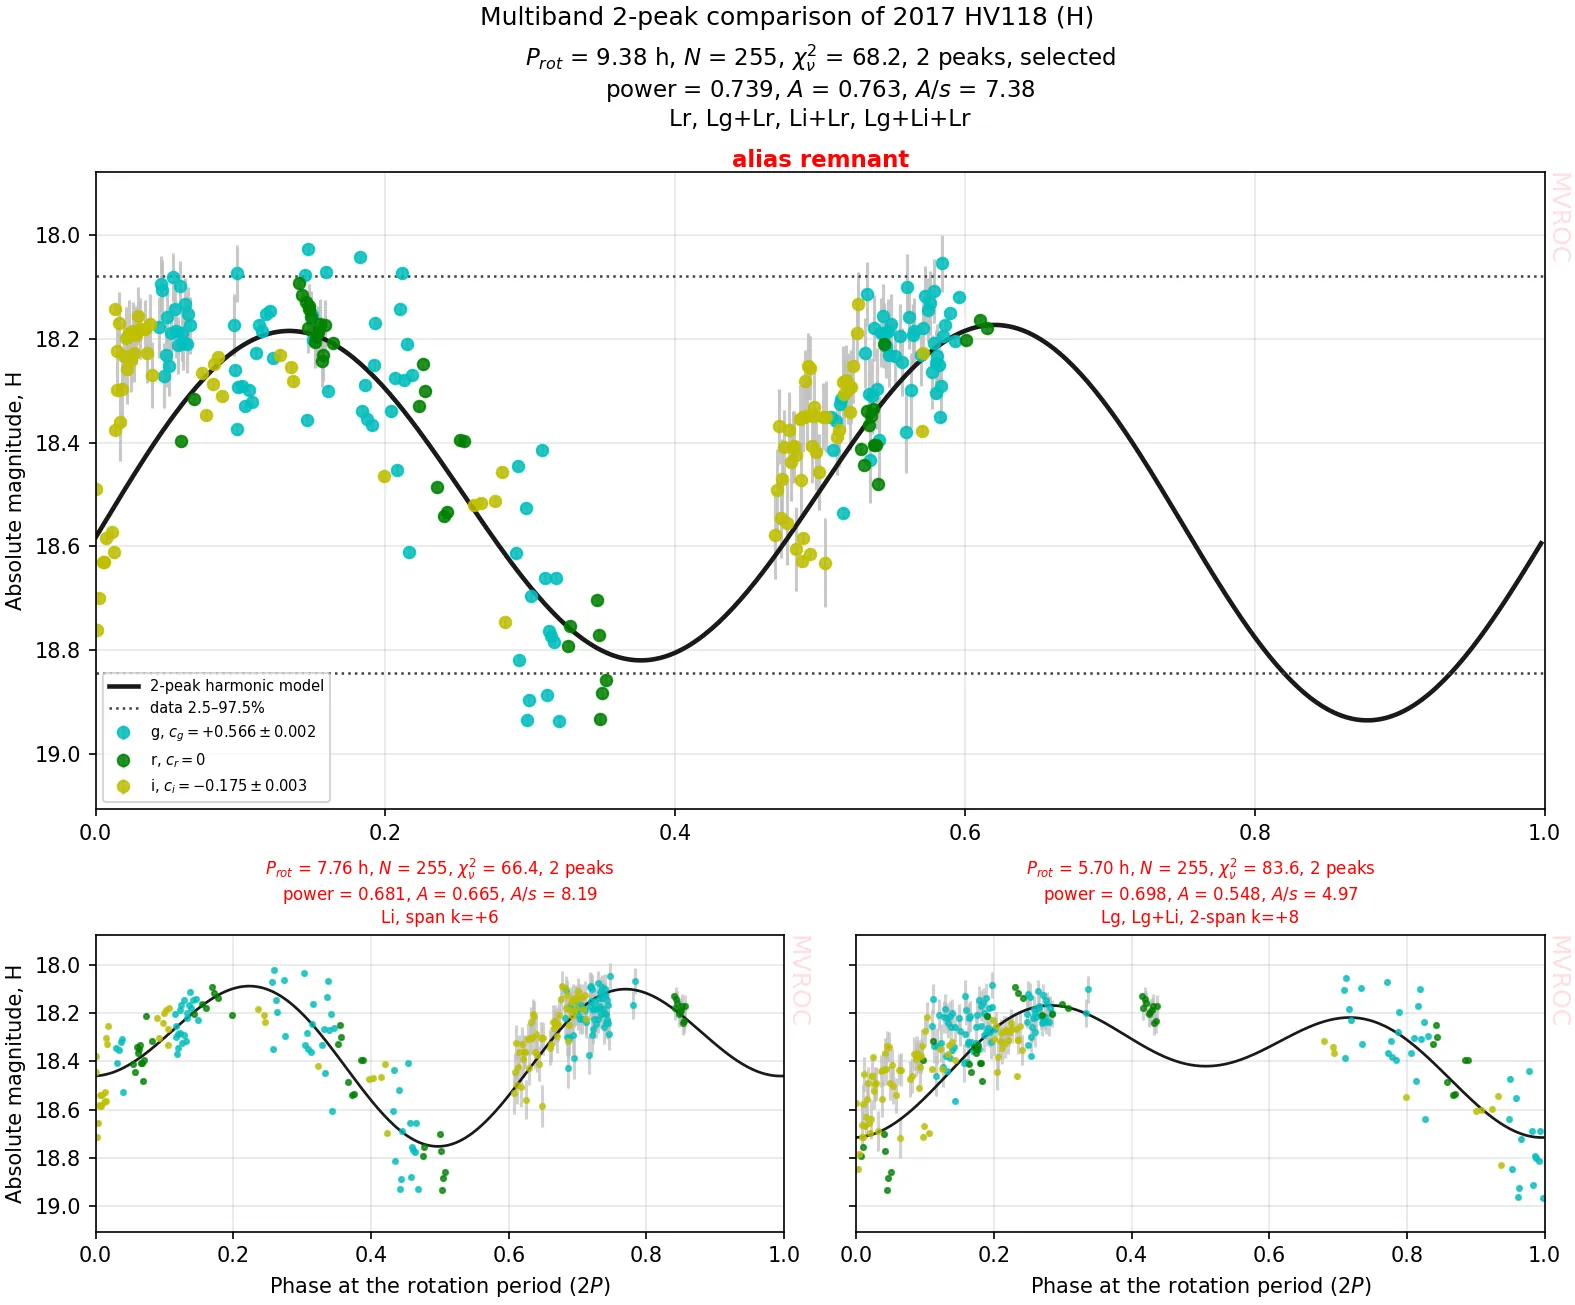 Multiband 2-peak comparison of 2017 HV118 (H)
P_rot = 9.38 h, N = 255, χ²_ν = 68.2, 2 peaks, selected
power = 0.739, A = 0.763, A/s = 7.38
Lr, Lg+Lr, Li+Lr, Lg+Li+Lr
alias remnant
MVROC
Absolute magnitude, H
18.0
18.2
18.4
18.6
18.8
19.0
2-peak harmonic model
data 2.5–97.5%
g, c_g = +0.566 ± 0.002
r, c_r = 0
i, c_i = −0.175 ± 0.003
0.0 0.2 0.4 0.6 0.8 1.0
P_rot = 7.76 h, N = 255, χ²_ν = 66.4, 2 peaks
power = 0.681, A = 0.665, A/s = 8.19
Li, span k=+6
MVROC
Absolute magnitude, H
18.0
18.2
18.4
18.6
18.8
19.0
0.0 0.2 0.4 0.6 0.8 1.0
Phase at the rotation period (2P)
P_rot = 5.70 h, N = 255, χ²_ν = 83.6, 2 peaks
power = 0.698, A = 0.548, A/s = 4.97
Lg, Lg+Li, 2-span k=+8
MVROC
0.0 0.2 0.4 0.6 0.8 1.0
Phase at the rotation period (2P)